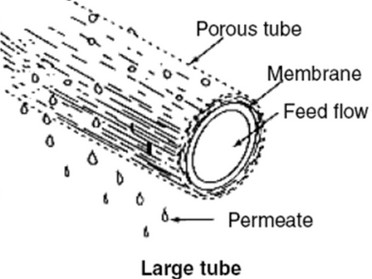 Porous tube
Membrane
Feed flow
Permeate
Large tube